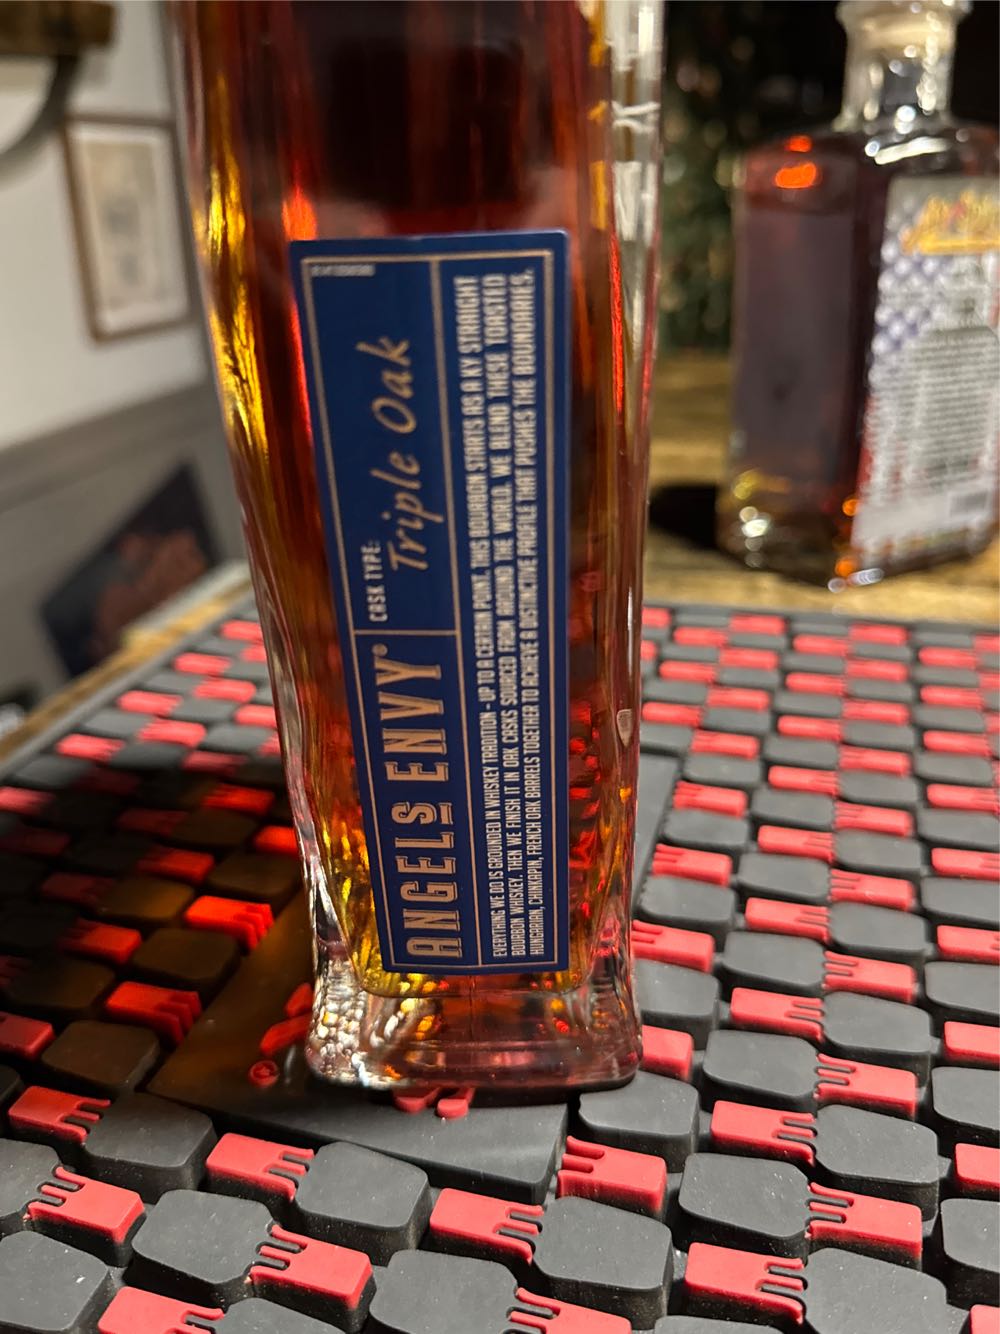 ANGELS ENVY®
CASK TYPE:
Triple Oak
EVERYTHING WE DO IS GROUNDED IN WHISKEY TRADITION - UP TO A CERTAIN POINT. THIS BOURBON STARTS AS A KY STRAIGHT
BOURBON WHISKEY. THEN WE FINISH IT IN OAK CASKS SOURCED FROM AROUND THE WORLD. WE BLEND THESE TOASTED
HUNGARIAN, CHINKAPIN, FRENCH OAK BARRELS TOGETHER TO ACHIEVE A DISTINCTIVE PROFILE THAT PUSHES THE BOUNDARIES.